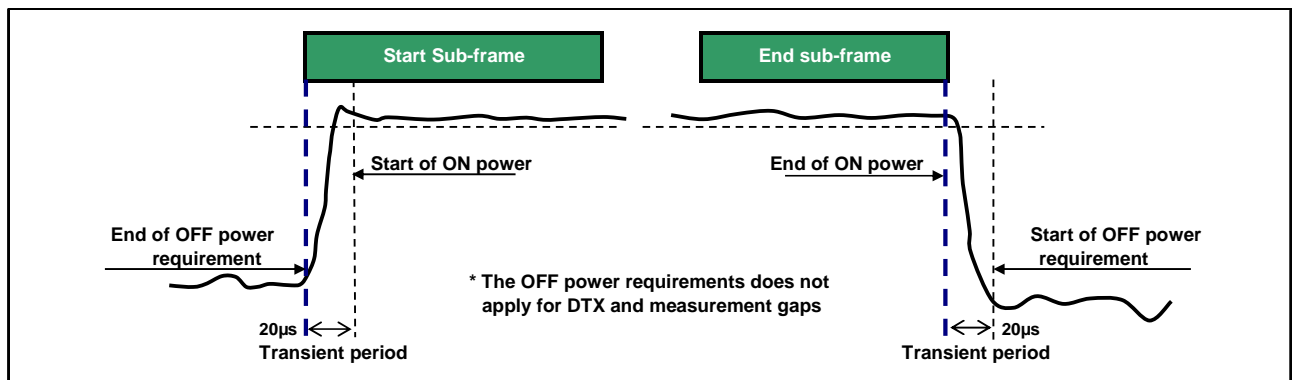 Start Sub-frame
End sub-frame
Start of ON power
End of ON power
End of OFF power
requirement
Start of OFF power
requirement
* The OFF power requirements does not
apply for DTX and measurement gaps
20µs
Transient period
20µs
Transient period